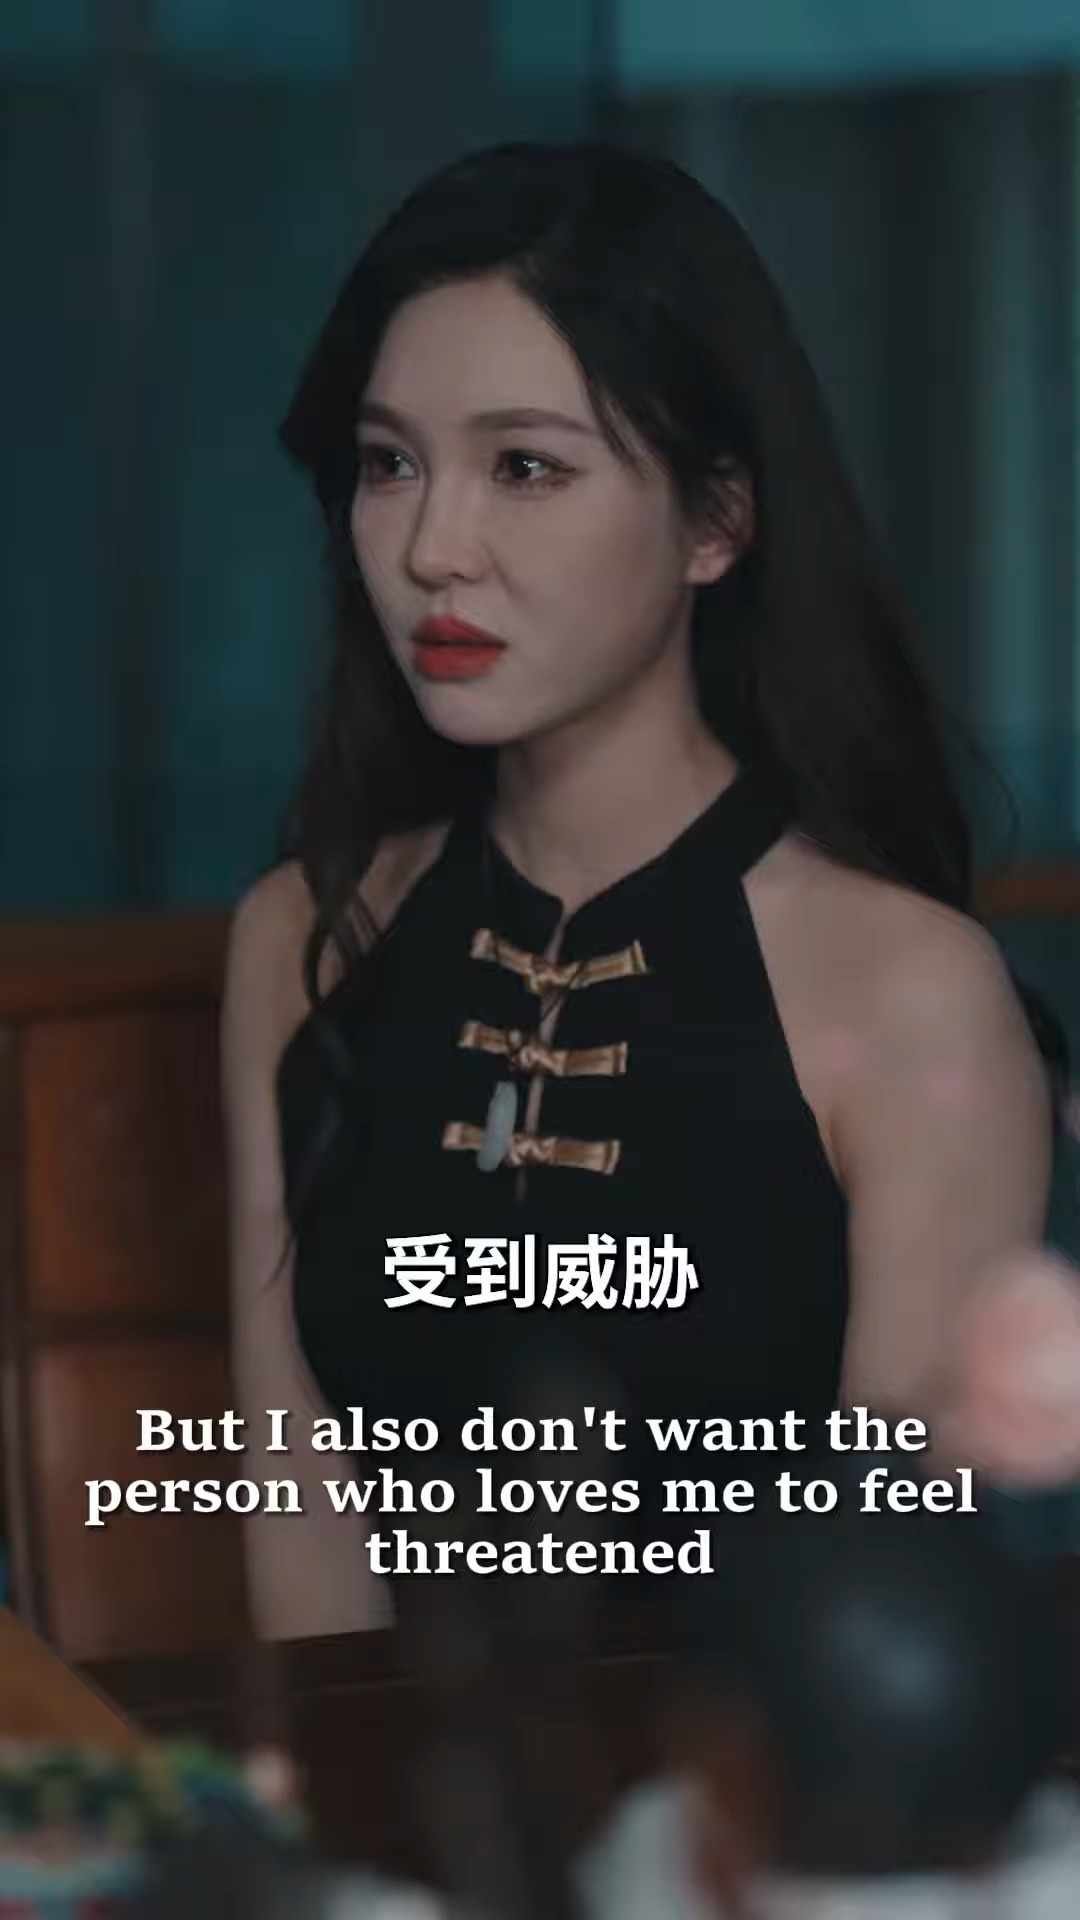 受到威胁
But I also don't want the
person who loves me to feel
threatened